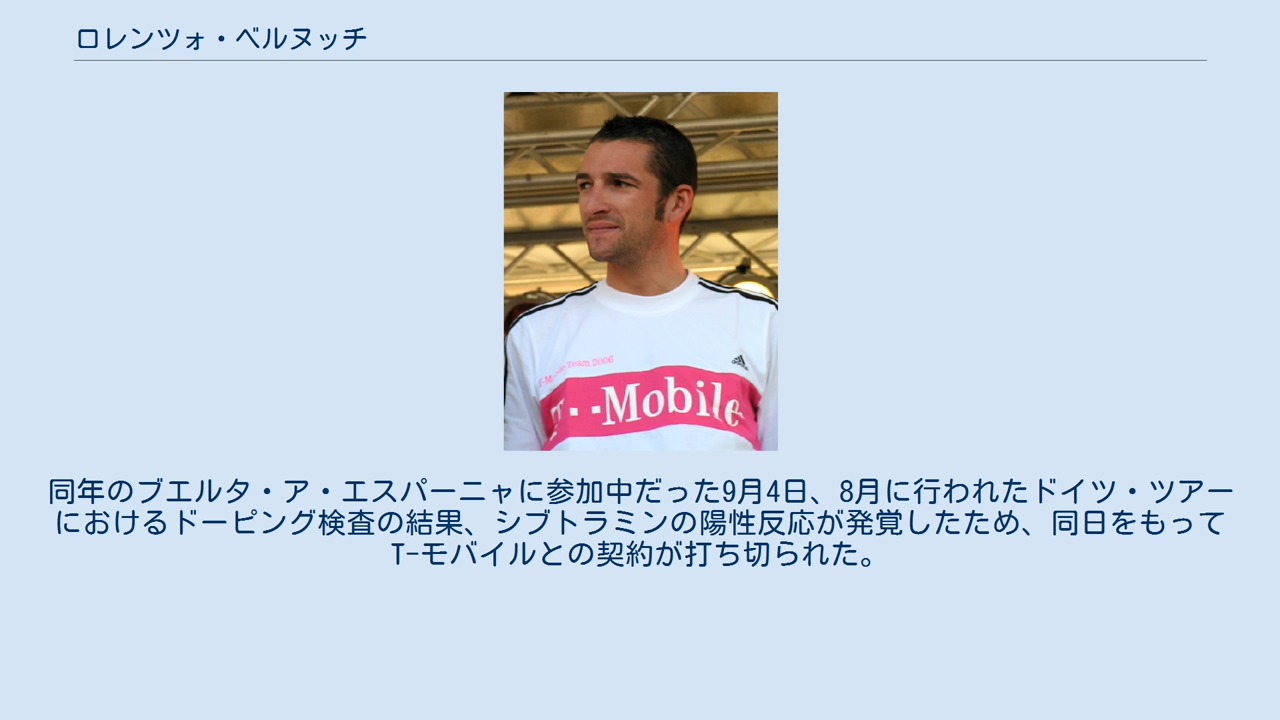 ロレンツォ・ベルヌッチ
T-Mobile Team 2006
T··Mobile
同年のブエルタ・ア・エスパーニャに参加中だった9月4日、8月に行われたドイツ・ツアー
におけるドーピング検査の結果、シブトラミンの陽性反応が発覚したため、同日をもって
T-モバイルとの契約が打ち切られた。